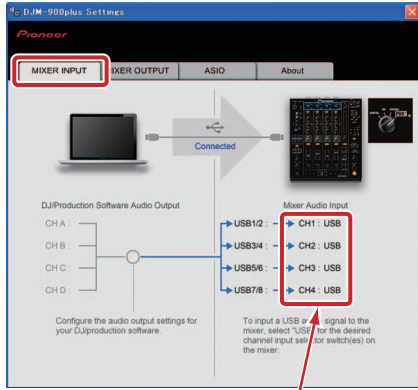 DJM-900plus Settings
Pioneer
MIXER INPUT
MIXER OUTPUT
ASIO
About
Connected
DJ/Production Software Audio Output
Mixer Audio Input
CH A :
USB1/2 :
CH1 : USB
CH B :
USB3/4 :
CH2 : USB
CH C :
USB5/6 :
CH3 : USB
CH D :
USB7/8 :
CH4 : USB
Configure the audio output settings for
your DJ/production software.
To input a USB signal to the
mixer, select "USB" for the desired
channel input selector switch(es) on
the mixer.